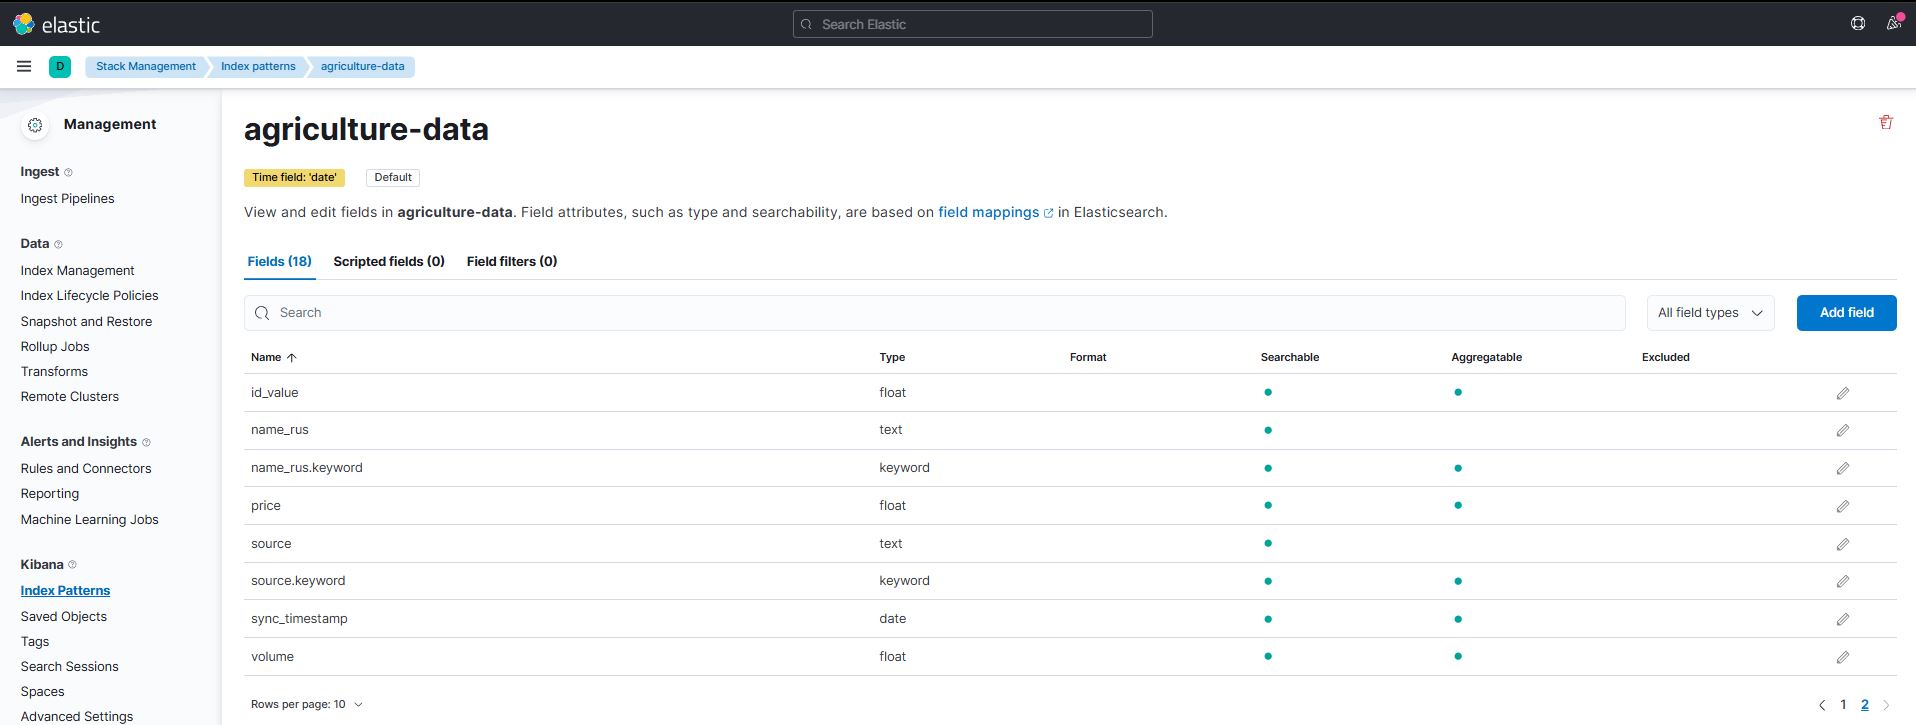 elastic
Search Elastic
D
Stack Management
Index patterns
agriculture-data
Management
Ingest
Ingest Pipelines
Data
Index Management
Index Lifecycle Policies
Snapshot and Restore
Rollup Jobs
Transforms
Remote Clusters
Alerts and Insights
Rules and Connectors
Reporting
Machine Learning Jobs
Kibana
Index Patterns
Saved Objects
Tags
Search Sessions
Spaces
Advanced Settings
agriculture-data
Time field: 'date' Default
View and edit fields in agriculture-data. Field attributes, such as type and searchability, are based on field mappings in Elasticsearch.
Fields (18) Scripted fields (0) Field filters (0)
Search All field types Add field
Name Type Format Searchable Aggregatable Excluded
id_value float
name_rus text
name_rus.keyword keyword
price float
source text
source.keyword keyword
sync_timestamp date
volume float
Rows per page: 10 1 2